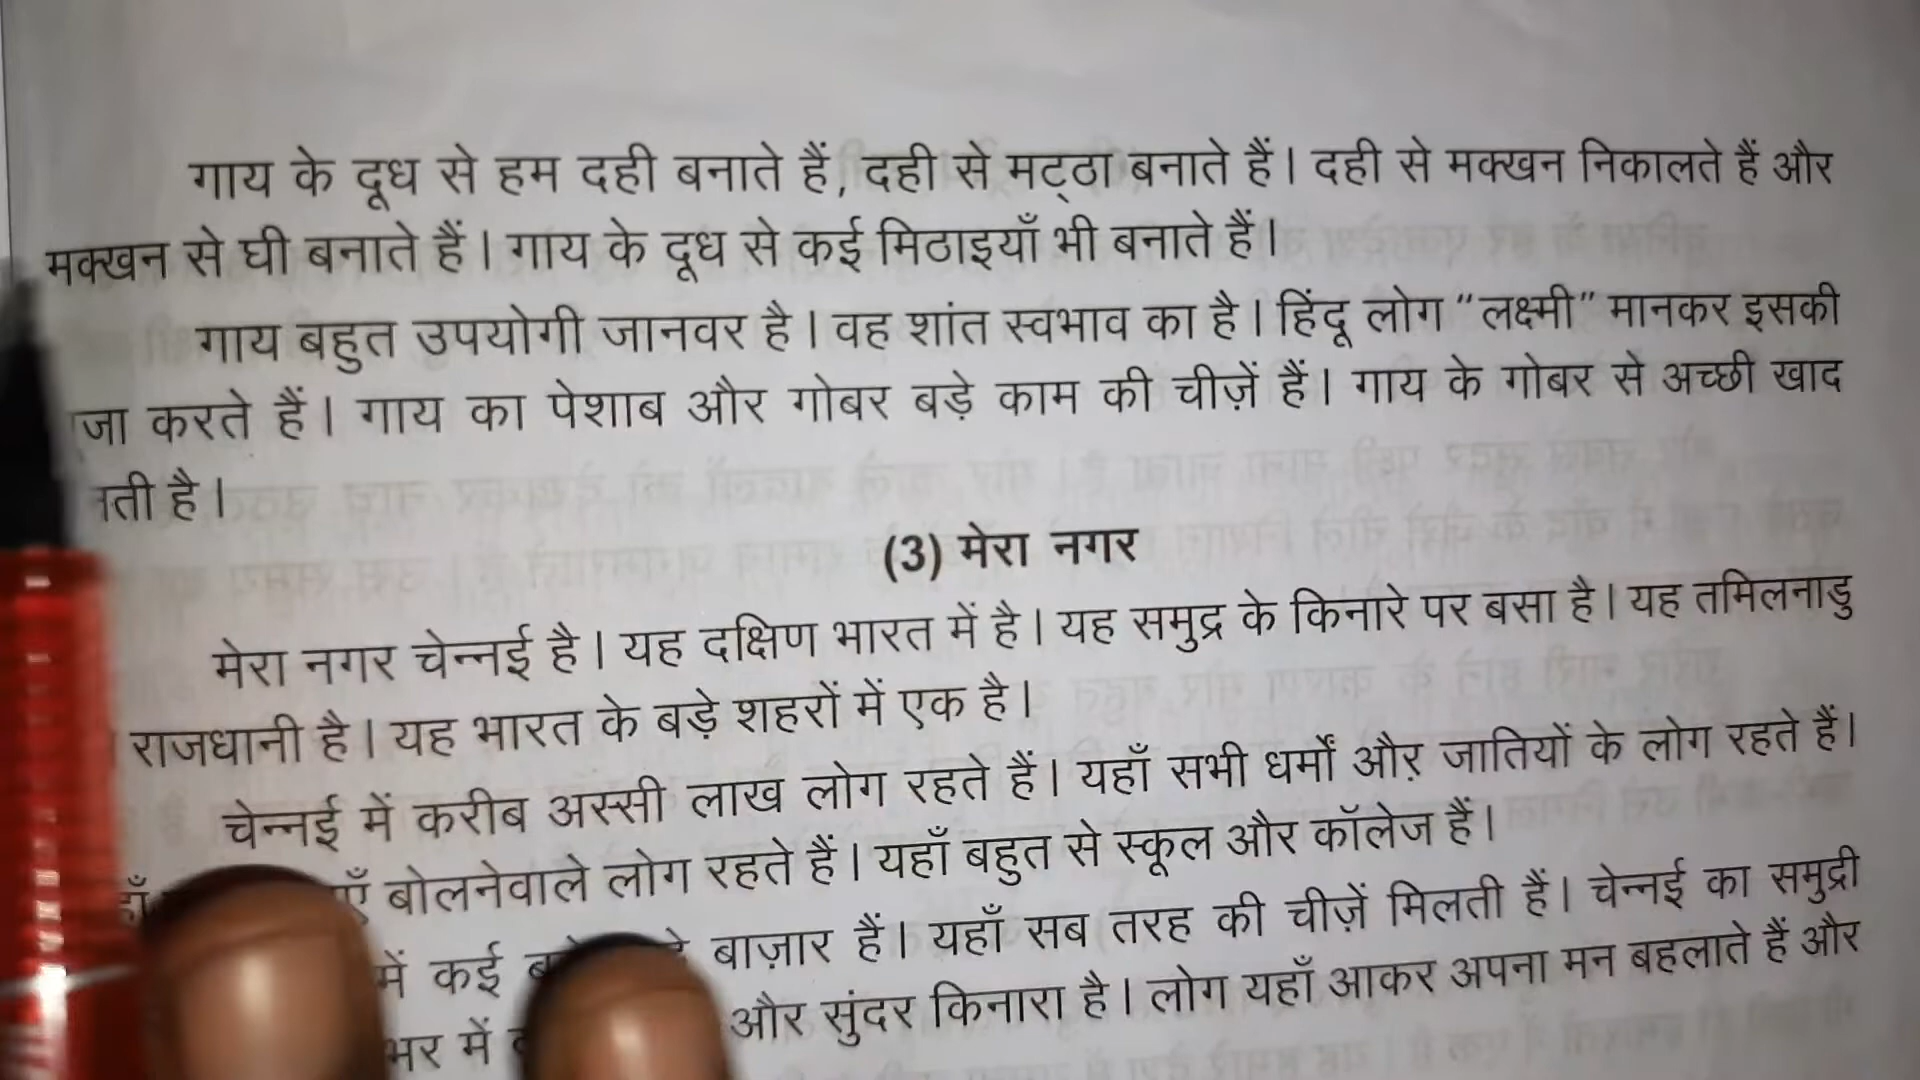 गाय के दूध से हम दही बनाते हैं, दही से मट्ठा बनाते हैं। दही से मक्खन निकालते हैं और
मक्खन से घी बनाते हैं। गाय के दूध से कई मिठाइयाँ भी बनाते हैं।
गाय बहुत उपयोगी जानवर है। वह शांत स्वभाव का है। हिंदू लोग “लक्ष्मी” मानकर इसकी
करते हैं। गाय का पेशाब और गोबर बड़े काम की चीज़ें हैं। गाय के गोबर से अच्छी खाद
है।
(3) मेरा नगर
मेरा नगर चेन्नई है। यह दक्षिण भारत में है। यह समुद्र के किनारे पर बसा है। यह तमिलनाडु
राजधानी है। यह भारत के बड़े शहरों में एक है।
चेन्नई में करीब अस्सी लाख लोग रहते हैं। यहाँ सभी धर्मों और जातियों के लोग रहते हैं।
बोलनेवाले लोग रहते हैं। यहाँ बहुत से स्कूल और कॉलेज हैं।
में कई बाज़ार हैं। यहाँ सब तरह की चीज़ें मिलती हैं। चेन्नई का समुद्री
भर में और सुंदर किनारा है। लोग यहाँ आकर अपना मन बहलाते हैं और